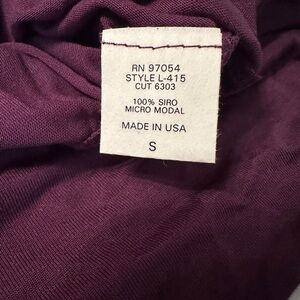 RN 97054
STYLE L-415
CUT 6303
100% SIRO
MICRO MODAL
MADE IN USA
S